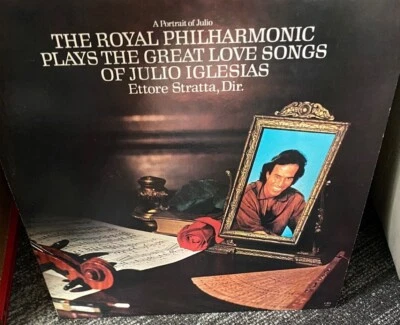 A Portrait of Julio
THE ROYAL PHILHARMONIC
PLAYS THE GREAT LOVE SONGS
OF JULIO IGLESIAS
Ettore Stratta, Dir.